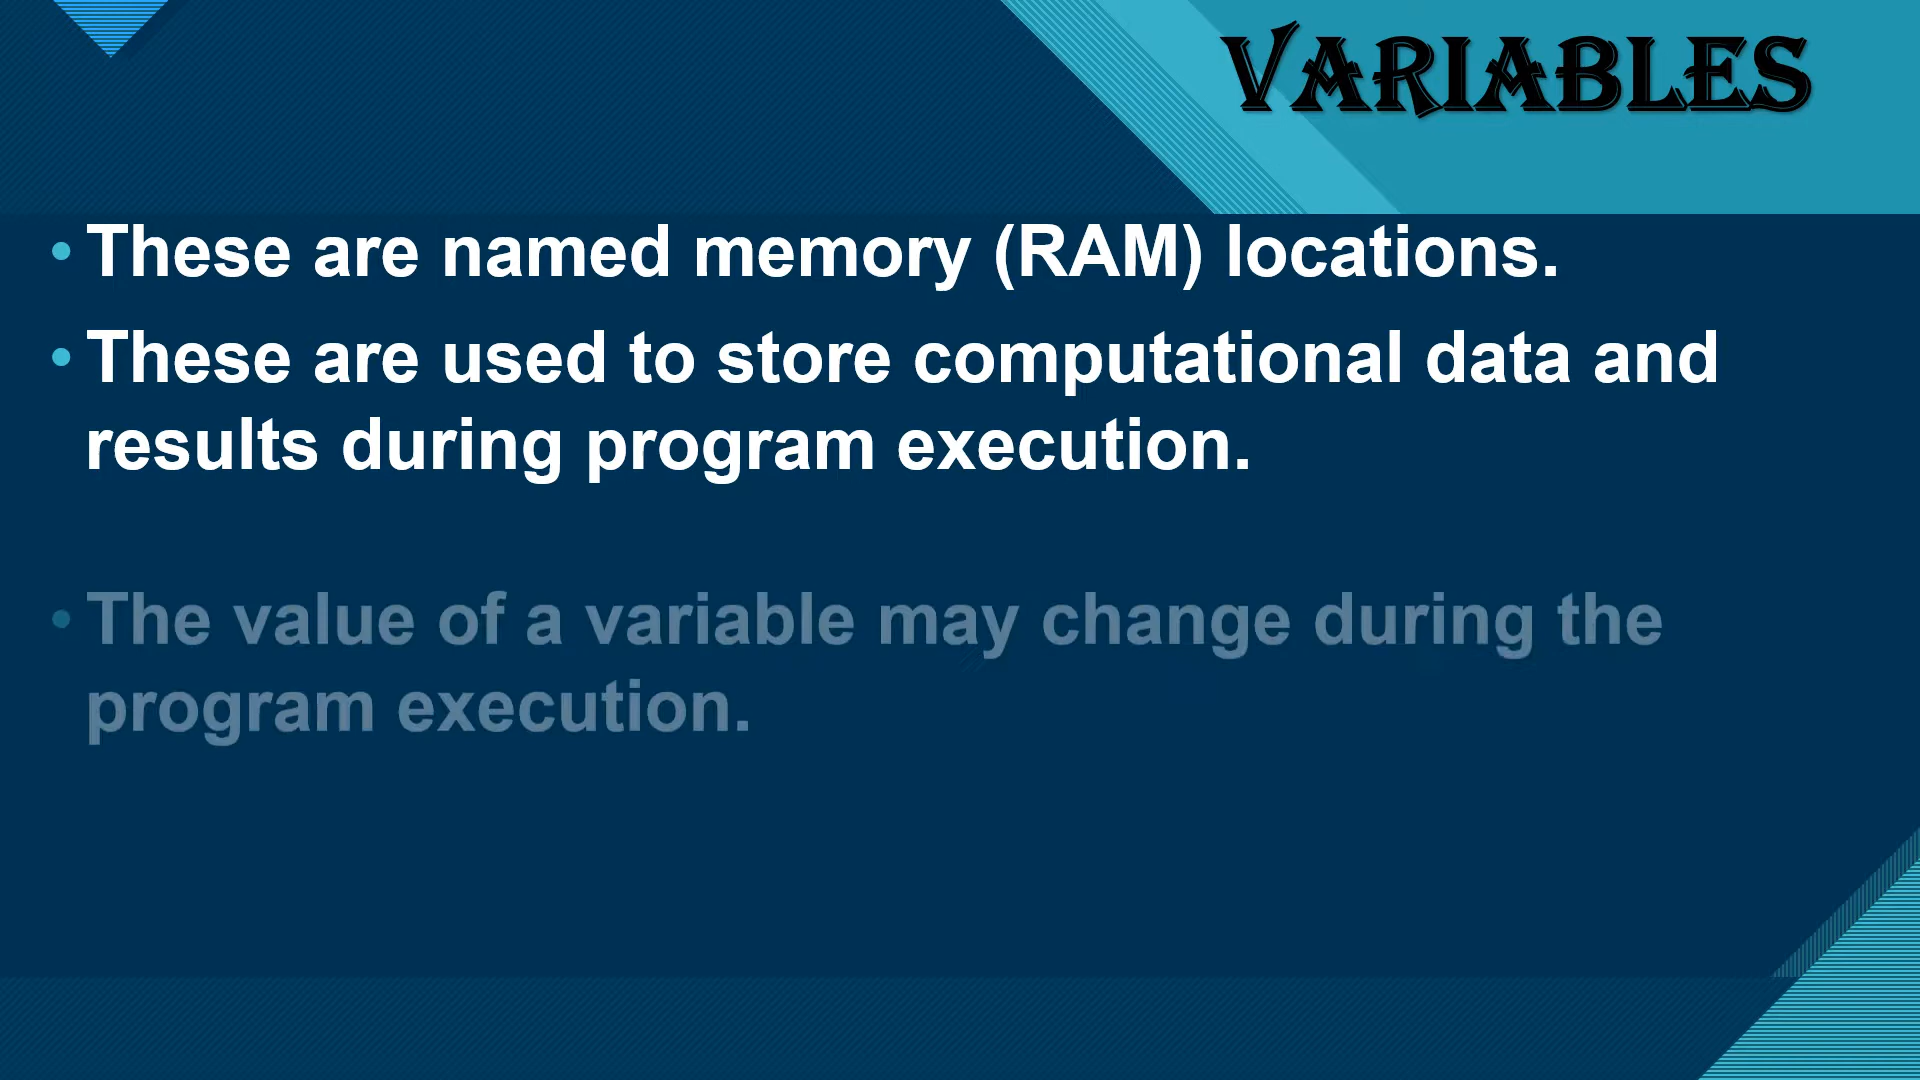 VARIABLES
• These are named memory (RAM) locations.
• These are used to store computational data and
results during program execution.
• The value of a variable may change during the
program execution.